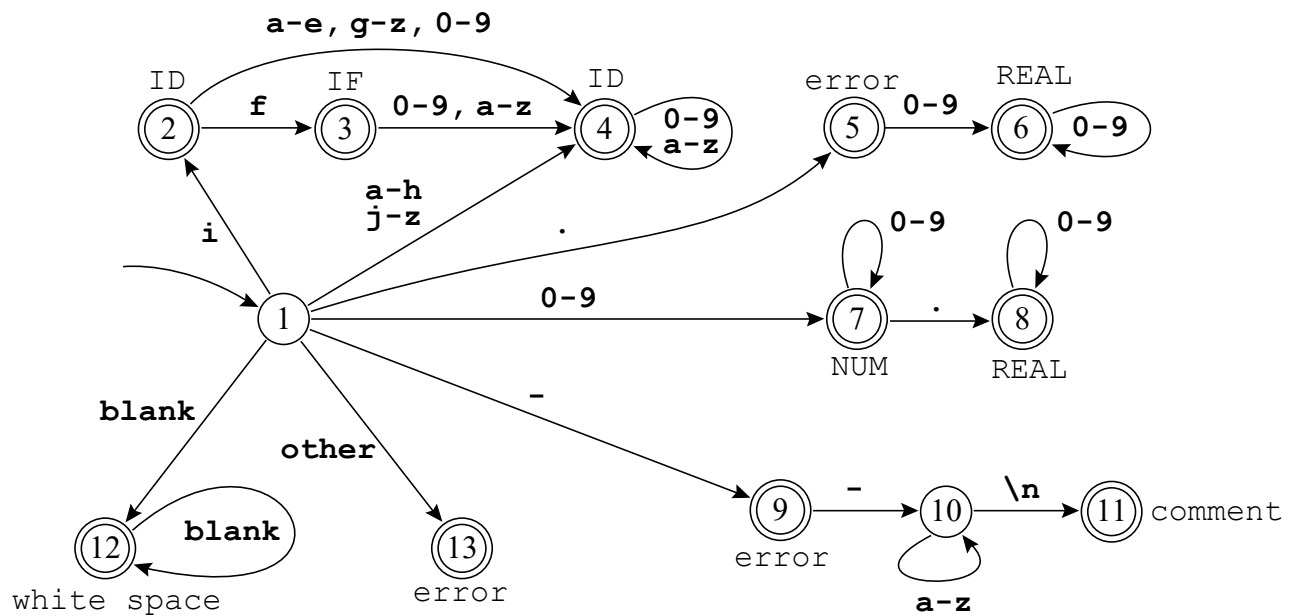 a-e, g-z, 0-9
ID
IF
ID
error
REAL
2
f
3
0-9, a-z
4
0-9
a-z
5
0-9
6
0-9
a-h
j-z
i
.
0-9
0-9
0-9
1
7
.
8
NUM
REAL
blank
-
other
9
-
10
\n
11
comment
12
blank
13
error
white space
error
a-z